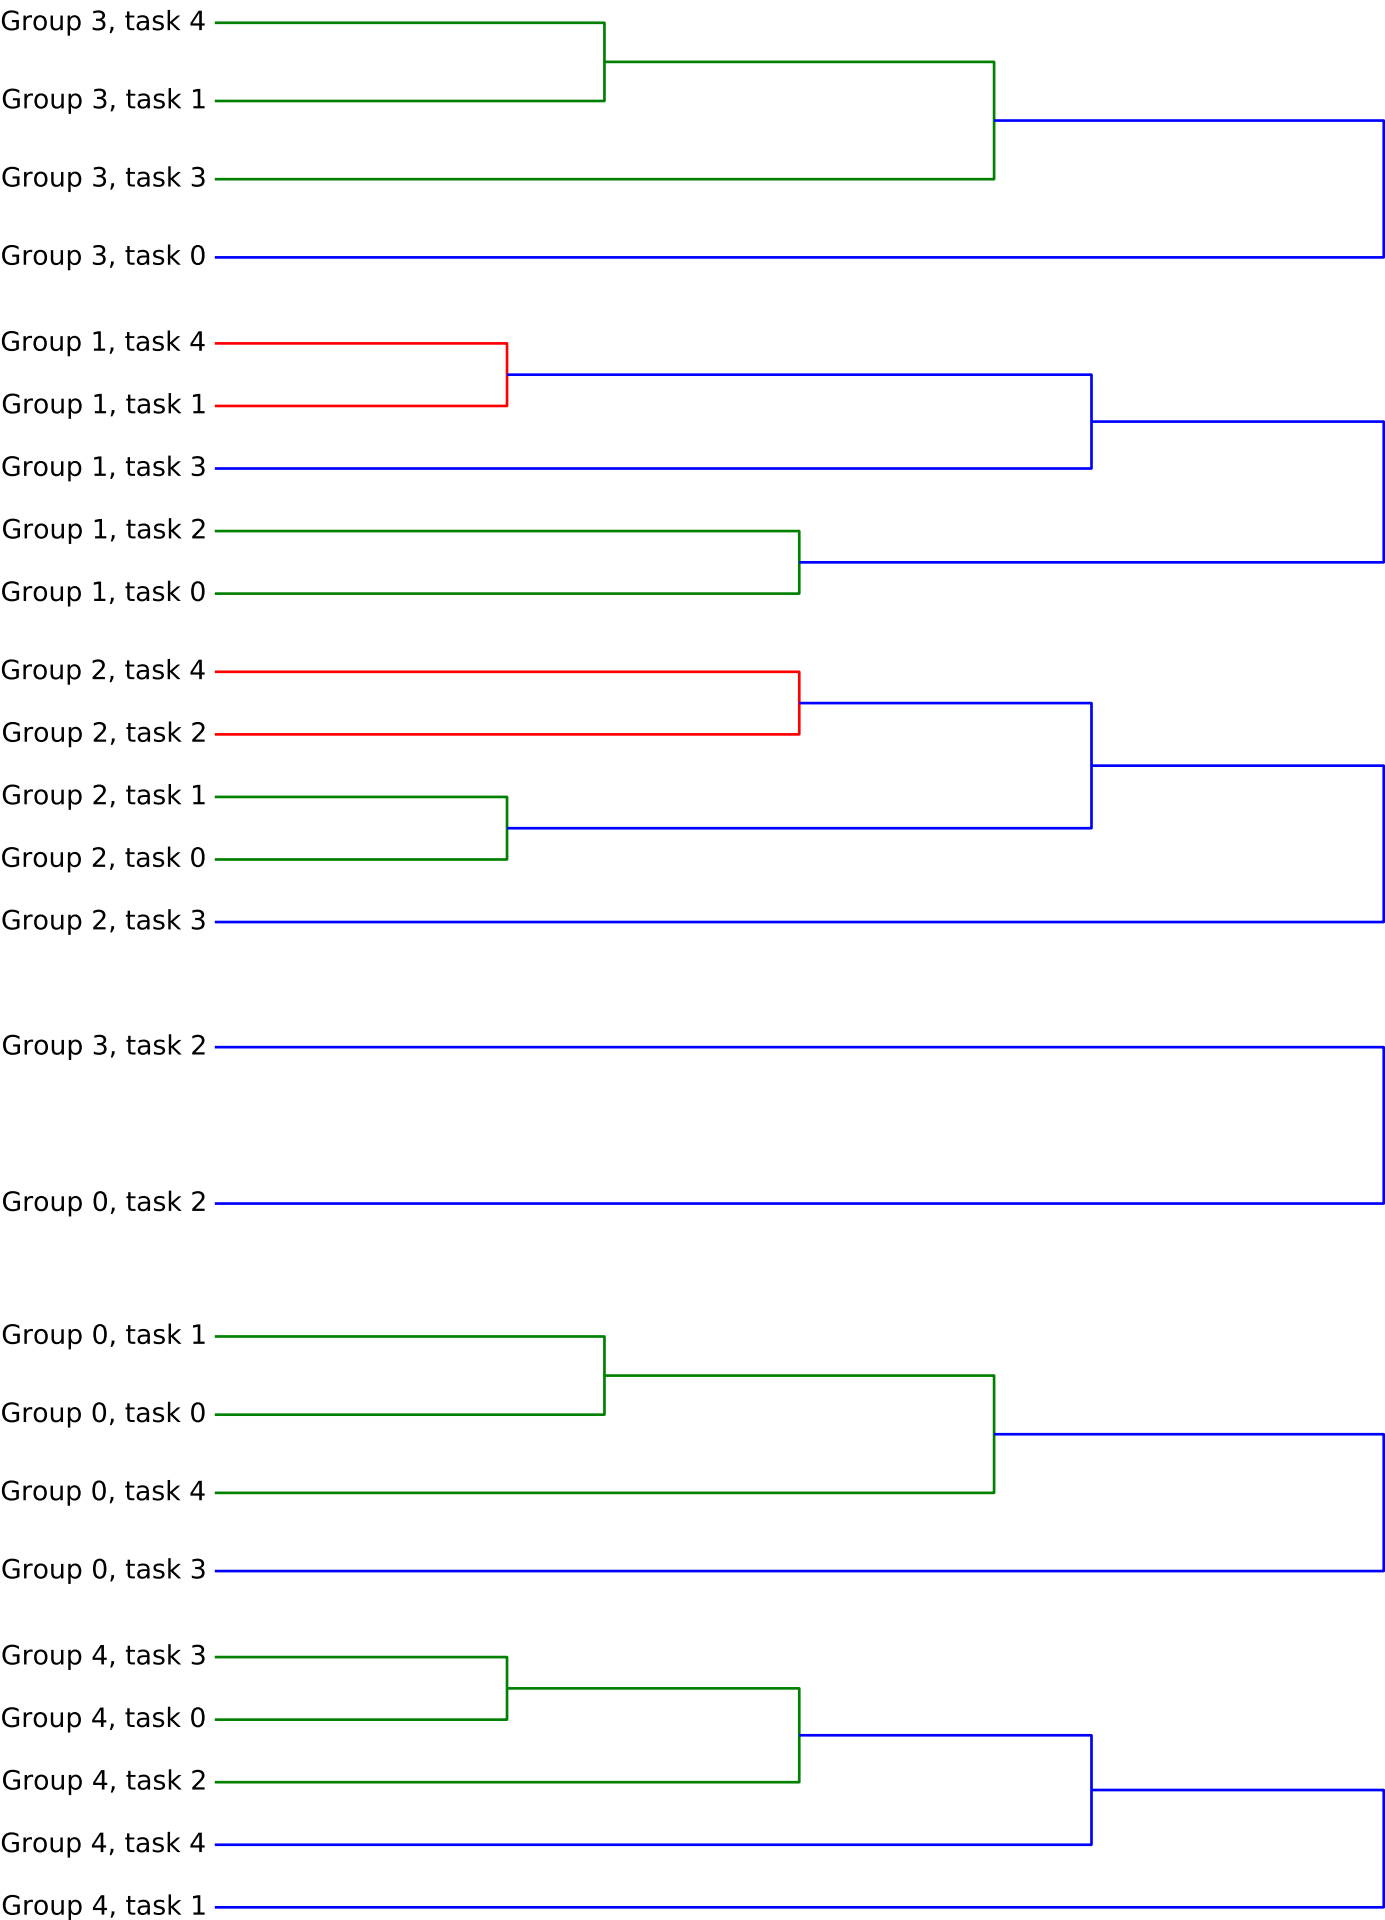 Group 3, task 4
Group 3, task 1
Group 3, task 3
Group 3, task 0
Group 1, task 4
Group 1, task 1
Group 1, task 3
Group 1, task 2
Group 1, task 0
Group 2, task 4
Group 2, task 2
Group 2, task 1
Group 2, task 0
Group 2, task 3
Group 3, task 2
Group 0, task 2
Group 0, task 1
Group 0, task 0
Group 0, task 4
Group 0, task 3
Group 4, task 3
Group 4, task 0
Group 4, task 2
Group 4, task 4
Group 4, task 1